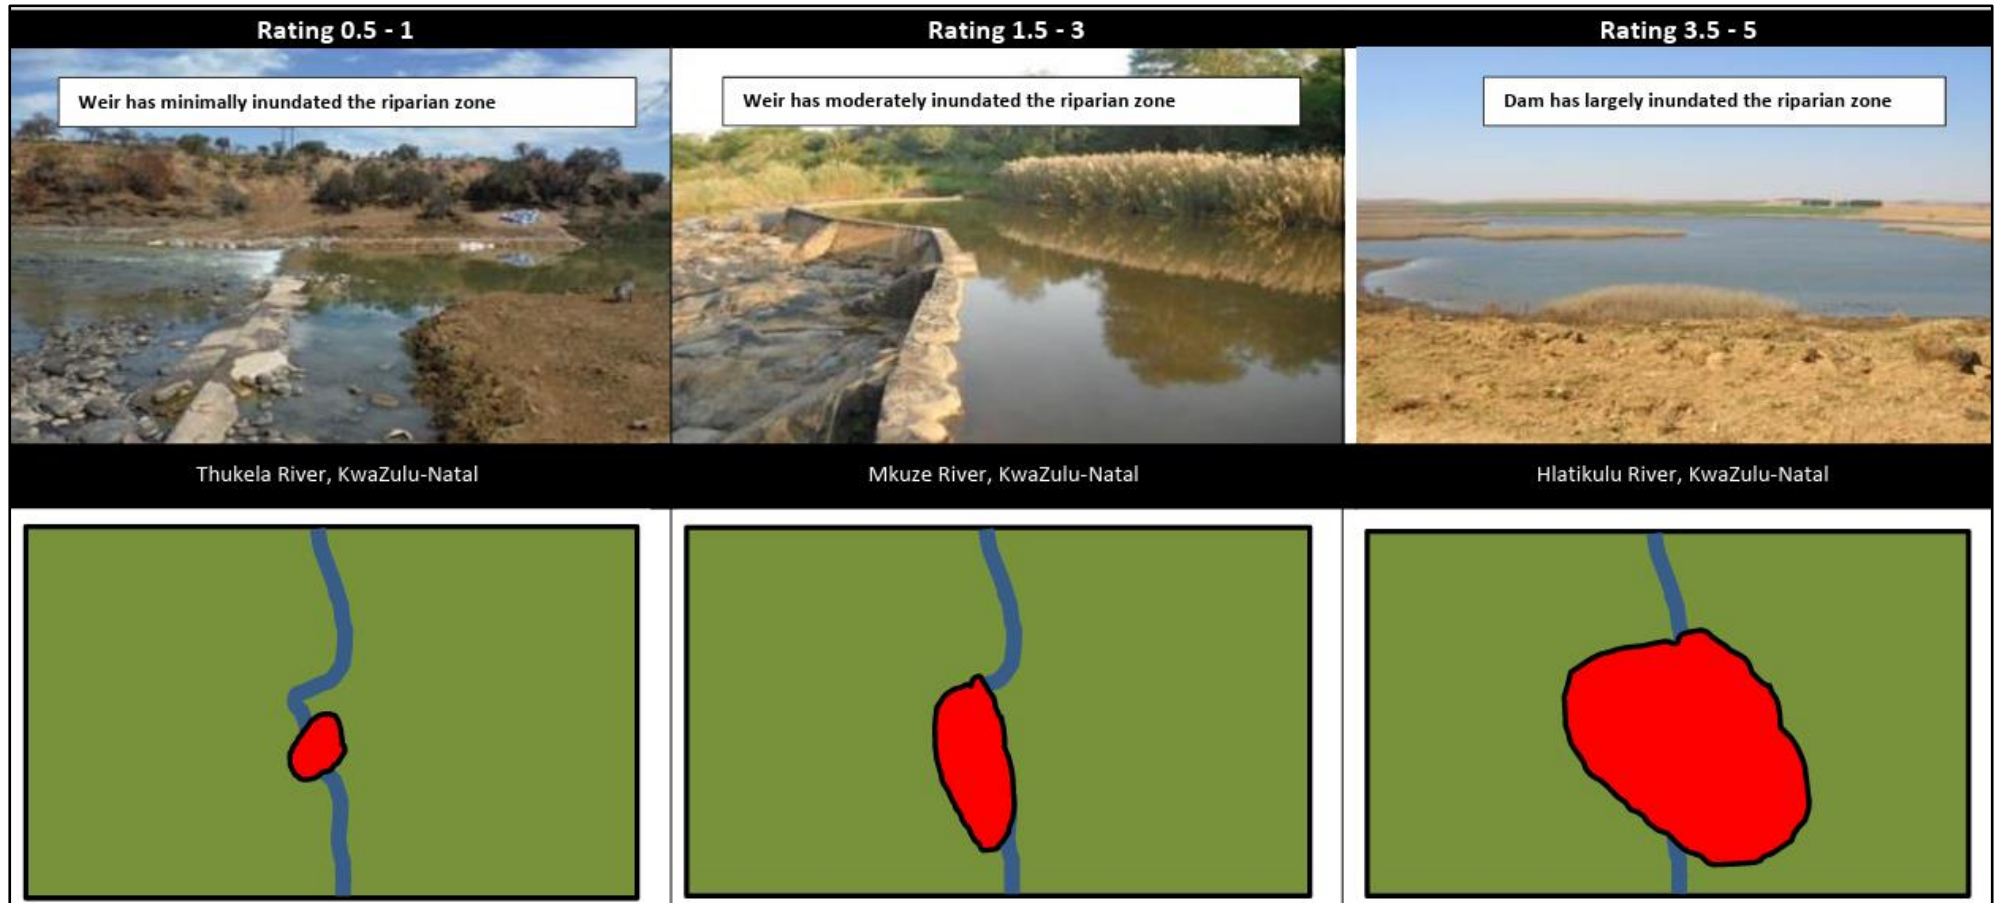 Rating 0.5 - 1
Rating 1.5 - 3
Rating 3.5 - 5
Weir has minimally inundated the riparian zone
Weir has moderately inundated the riparian zone
Dam has largely inundated the riparian zone
Thukela River, KwaZulu-Natal
Mkuze River, KwaZulu-Natal
Hlatikulu River, KwaZulu-Natal